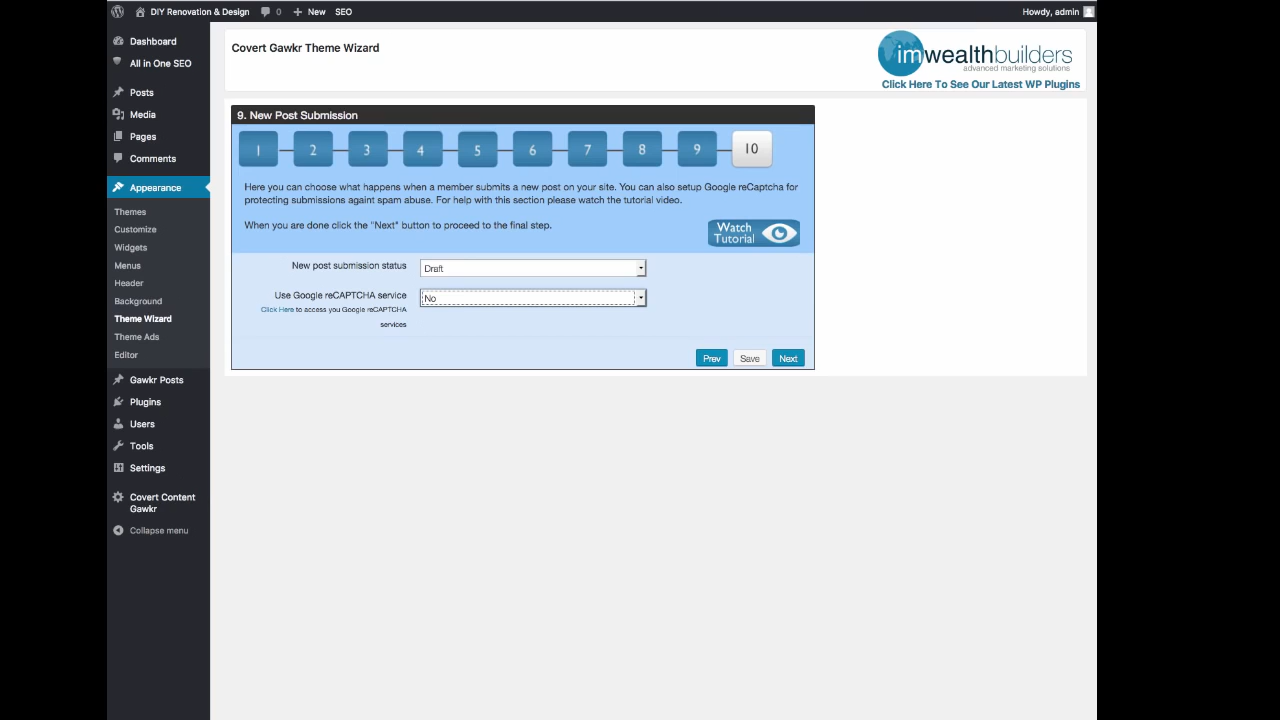 DIY Renovation & Design 0 New SEO Howdy, admin
Dashboard
All in One SEO
Posts
Media
Pages
Comments
Appearance
Themes
Customize
Widgets
Menus
Header
Background
Theme Wizard
Theme Ads
Editor
Gawkr Posts
Plugins
Users
Tools
Settings
Covert Content
Gawkr
Collapse menu
Covert Gawkr Theme Wizard
imwealthbuilders
advanced marketing solutions
Click Here To See Our Latest WP Plugins
9. New Post Submission
1 2 3 4 5 6 7 8 9 10
Here you can choose what happens when a member submits a new post on your site. You can also setup Google reCaptcha for
protecting submissions againt spam abuse. For help with this section please watch the tutorial video.
When you are done click the "Next" button to proceed to the final step.
Watch
Tutorial
New post submission status Draft
Use Google reCAPTCHA service No
Click Here to access you Google reCAPTCHA
services
Prev Save Next